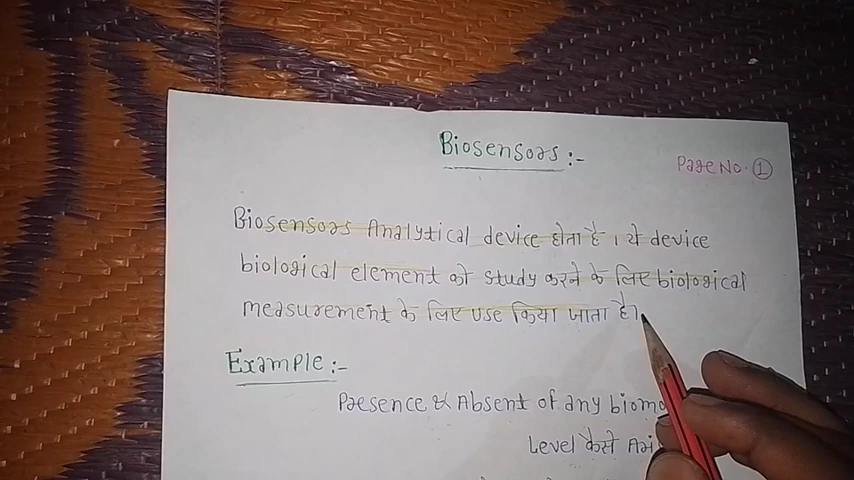 Biosensors :-
Page No. 1
Biosensors Analytical device होता है। ये device
biological element को study करने के लिए biological
measurement के लिए use किया जाता है।
Example :-
Presence & Absent of any
Level कैसे